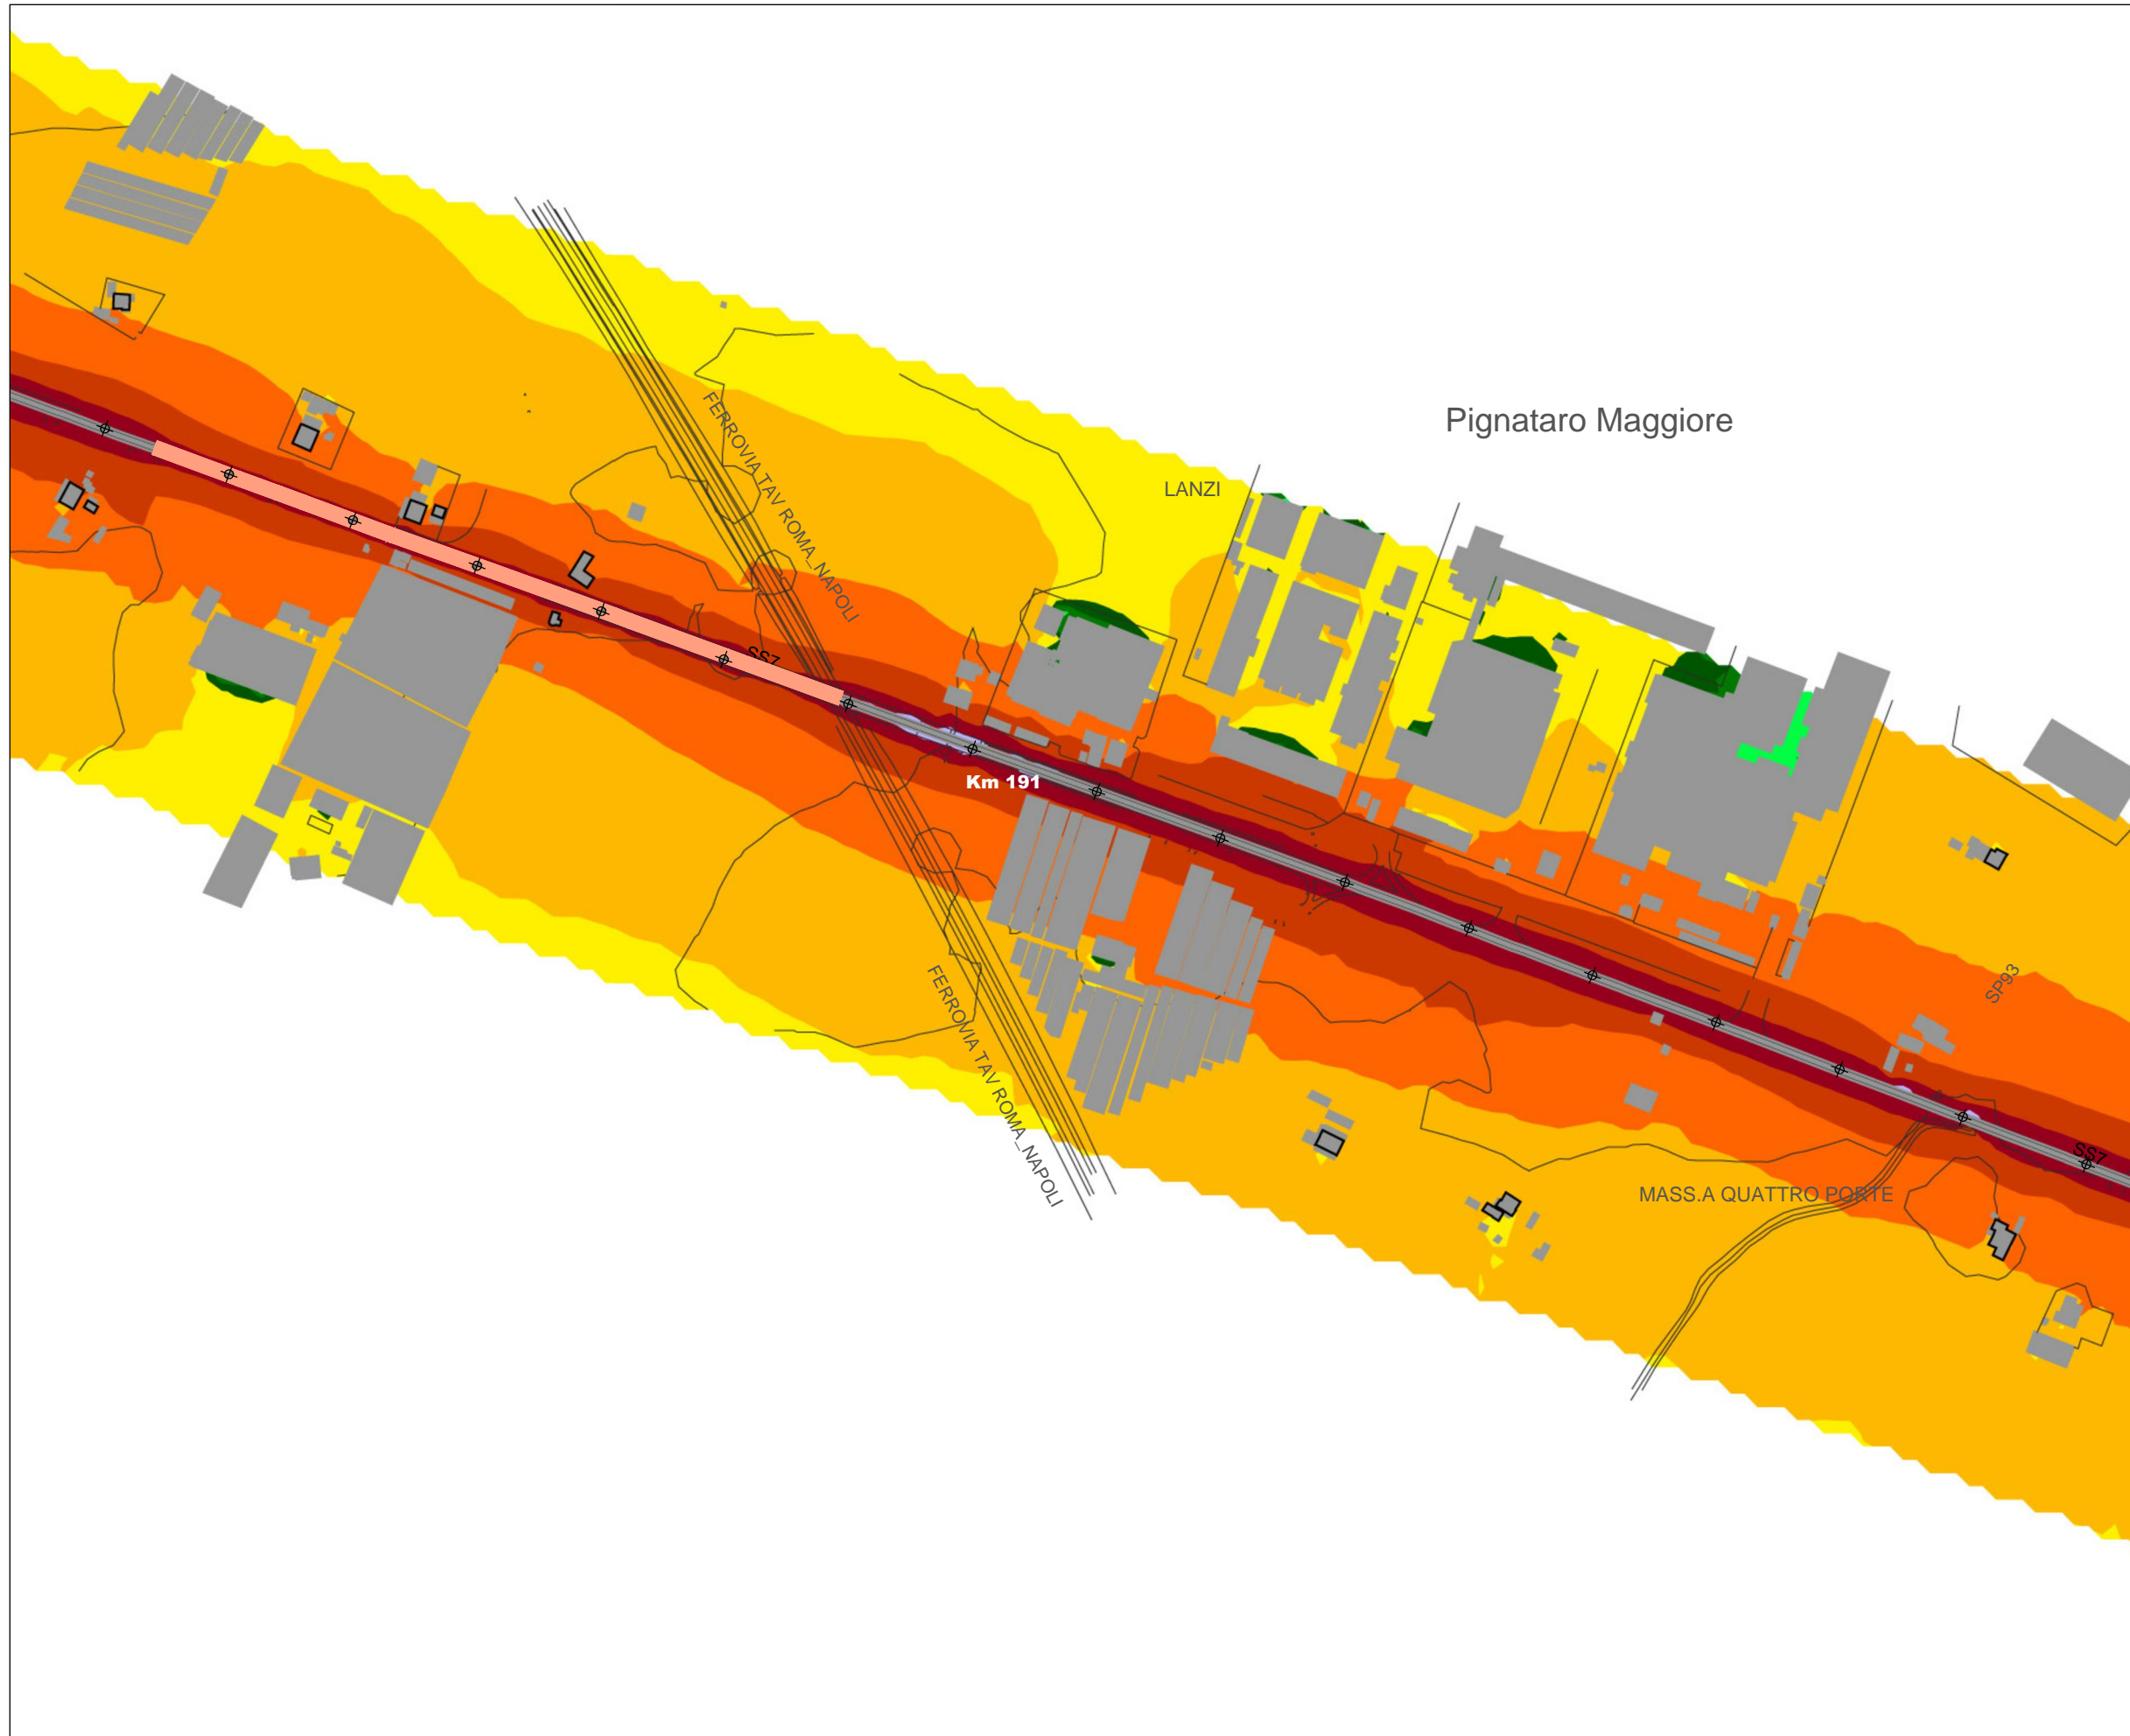 Pignataro Maggiore
FERROVIA TAV ROMA_NAPOLI
LANZI
SS7
Km 191
FERROVIA TAV ROMA_NAPOLI
SP93
SS7
MASS.A QUATTRO PORTE